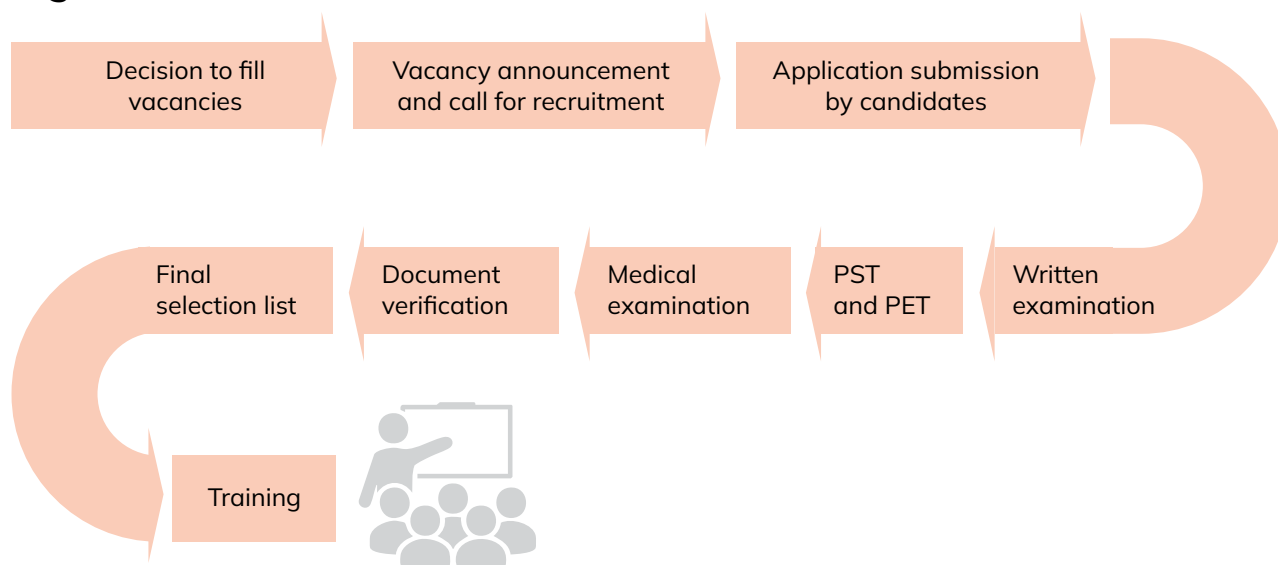 Decision to fill
vacancies
Vacancy announcement
and call for recruitment
Application submission
by candidates
Written
examination
PST
and PET
Medical
examination
Document
verification
Final
selection list
Training